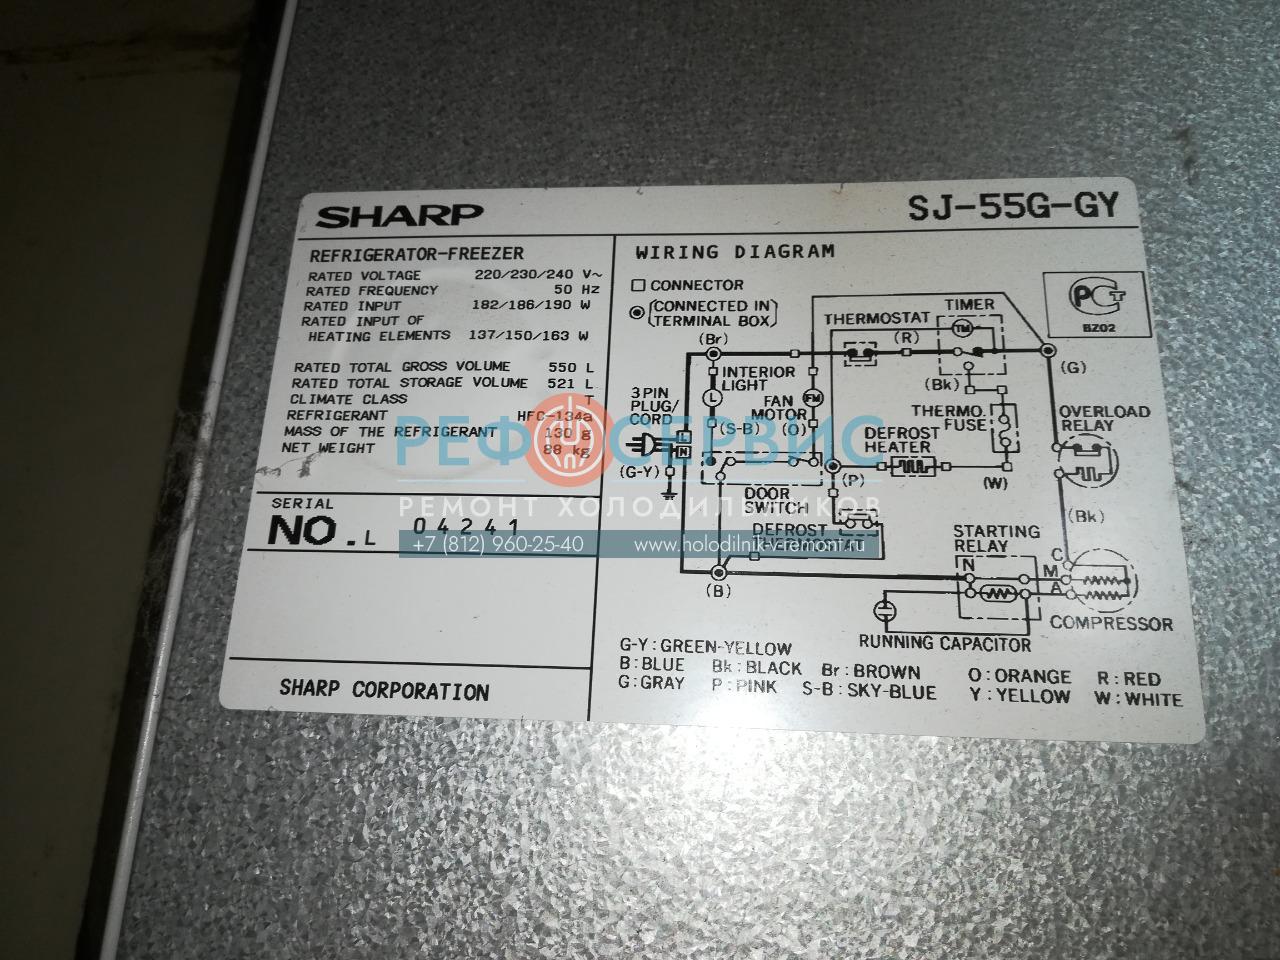 SHARP
SJ-55G-GY
REFRIGERATOR-FREEZER
RATED VOLTAGE 220/230/240 V~
RATED FREQUENCY 50 Hz
RATED INPUT 182/186/190 W
RATED INPUT OF
HEATING ELEMENTS 137/150/163 W
RATED TOTAL GROSS VOLUME 550 L
RATED TOTAL STORAGE VOLUME 521 L
CLIMATE CLASS T
REFRIGERANT HFC-134a
MASS OF THE REFRIGERANT 130 g
NET WEIGHT 88 kg
SERIAL
NO. L 04241
SHARP CORPORATION
WIRING DIAGRAM
CONNECTOR
(CONNECTED IN
TERMINAL BOX)
РСТ
BZ02
TIMER
THERMOSTAT
(R)
TM
(Br)
(G)
INTERIOR
LIGHT
L
(Bk)
3PIN
PLUG/
CORD
FAN
MOTOR
FM
THERMO.
FUSE
OVERLOAD
RELAY
(S-B) (O)
DEFROST
HEATER
L
N
(G-Y)
(P)
(W)
DOOR
SWITCH
(Bk)
DEFROST
THERMOSTAT
STARTING
RELAY
N
C
M
A
(B)
RUNNING CAPACITOR
COMPRESSOR
G-Y : GREEN-YELLOW
B : BLUE Bk : BLACK Br : BROWN O : ORANGE R : RED
G : GRAY P : PINK S-B : SKY-BLUE Y : YELLOW W : WHITE
РЕФОСЕРВИС
РЕМОНТ ХОЛОДИЛЬНИКОВ
+7 (812) 960-25-40 www.holodilnik-v-remont.ru